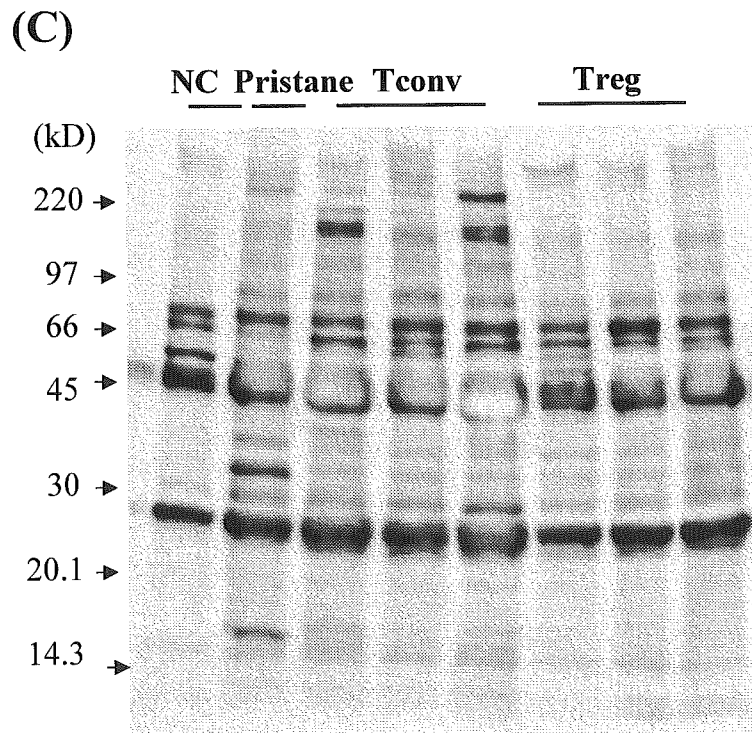 (C)
NC Pristane Tconv Treg
(kD)
220
97
66
45
30
20.1
14.3